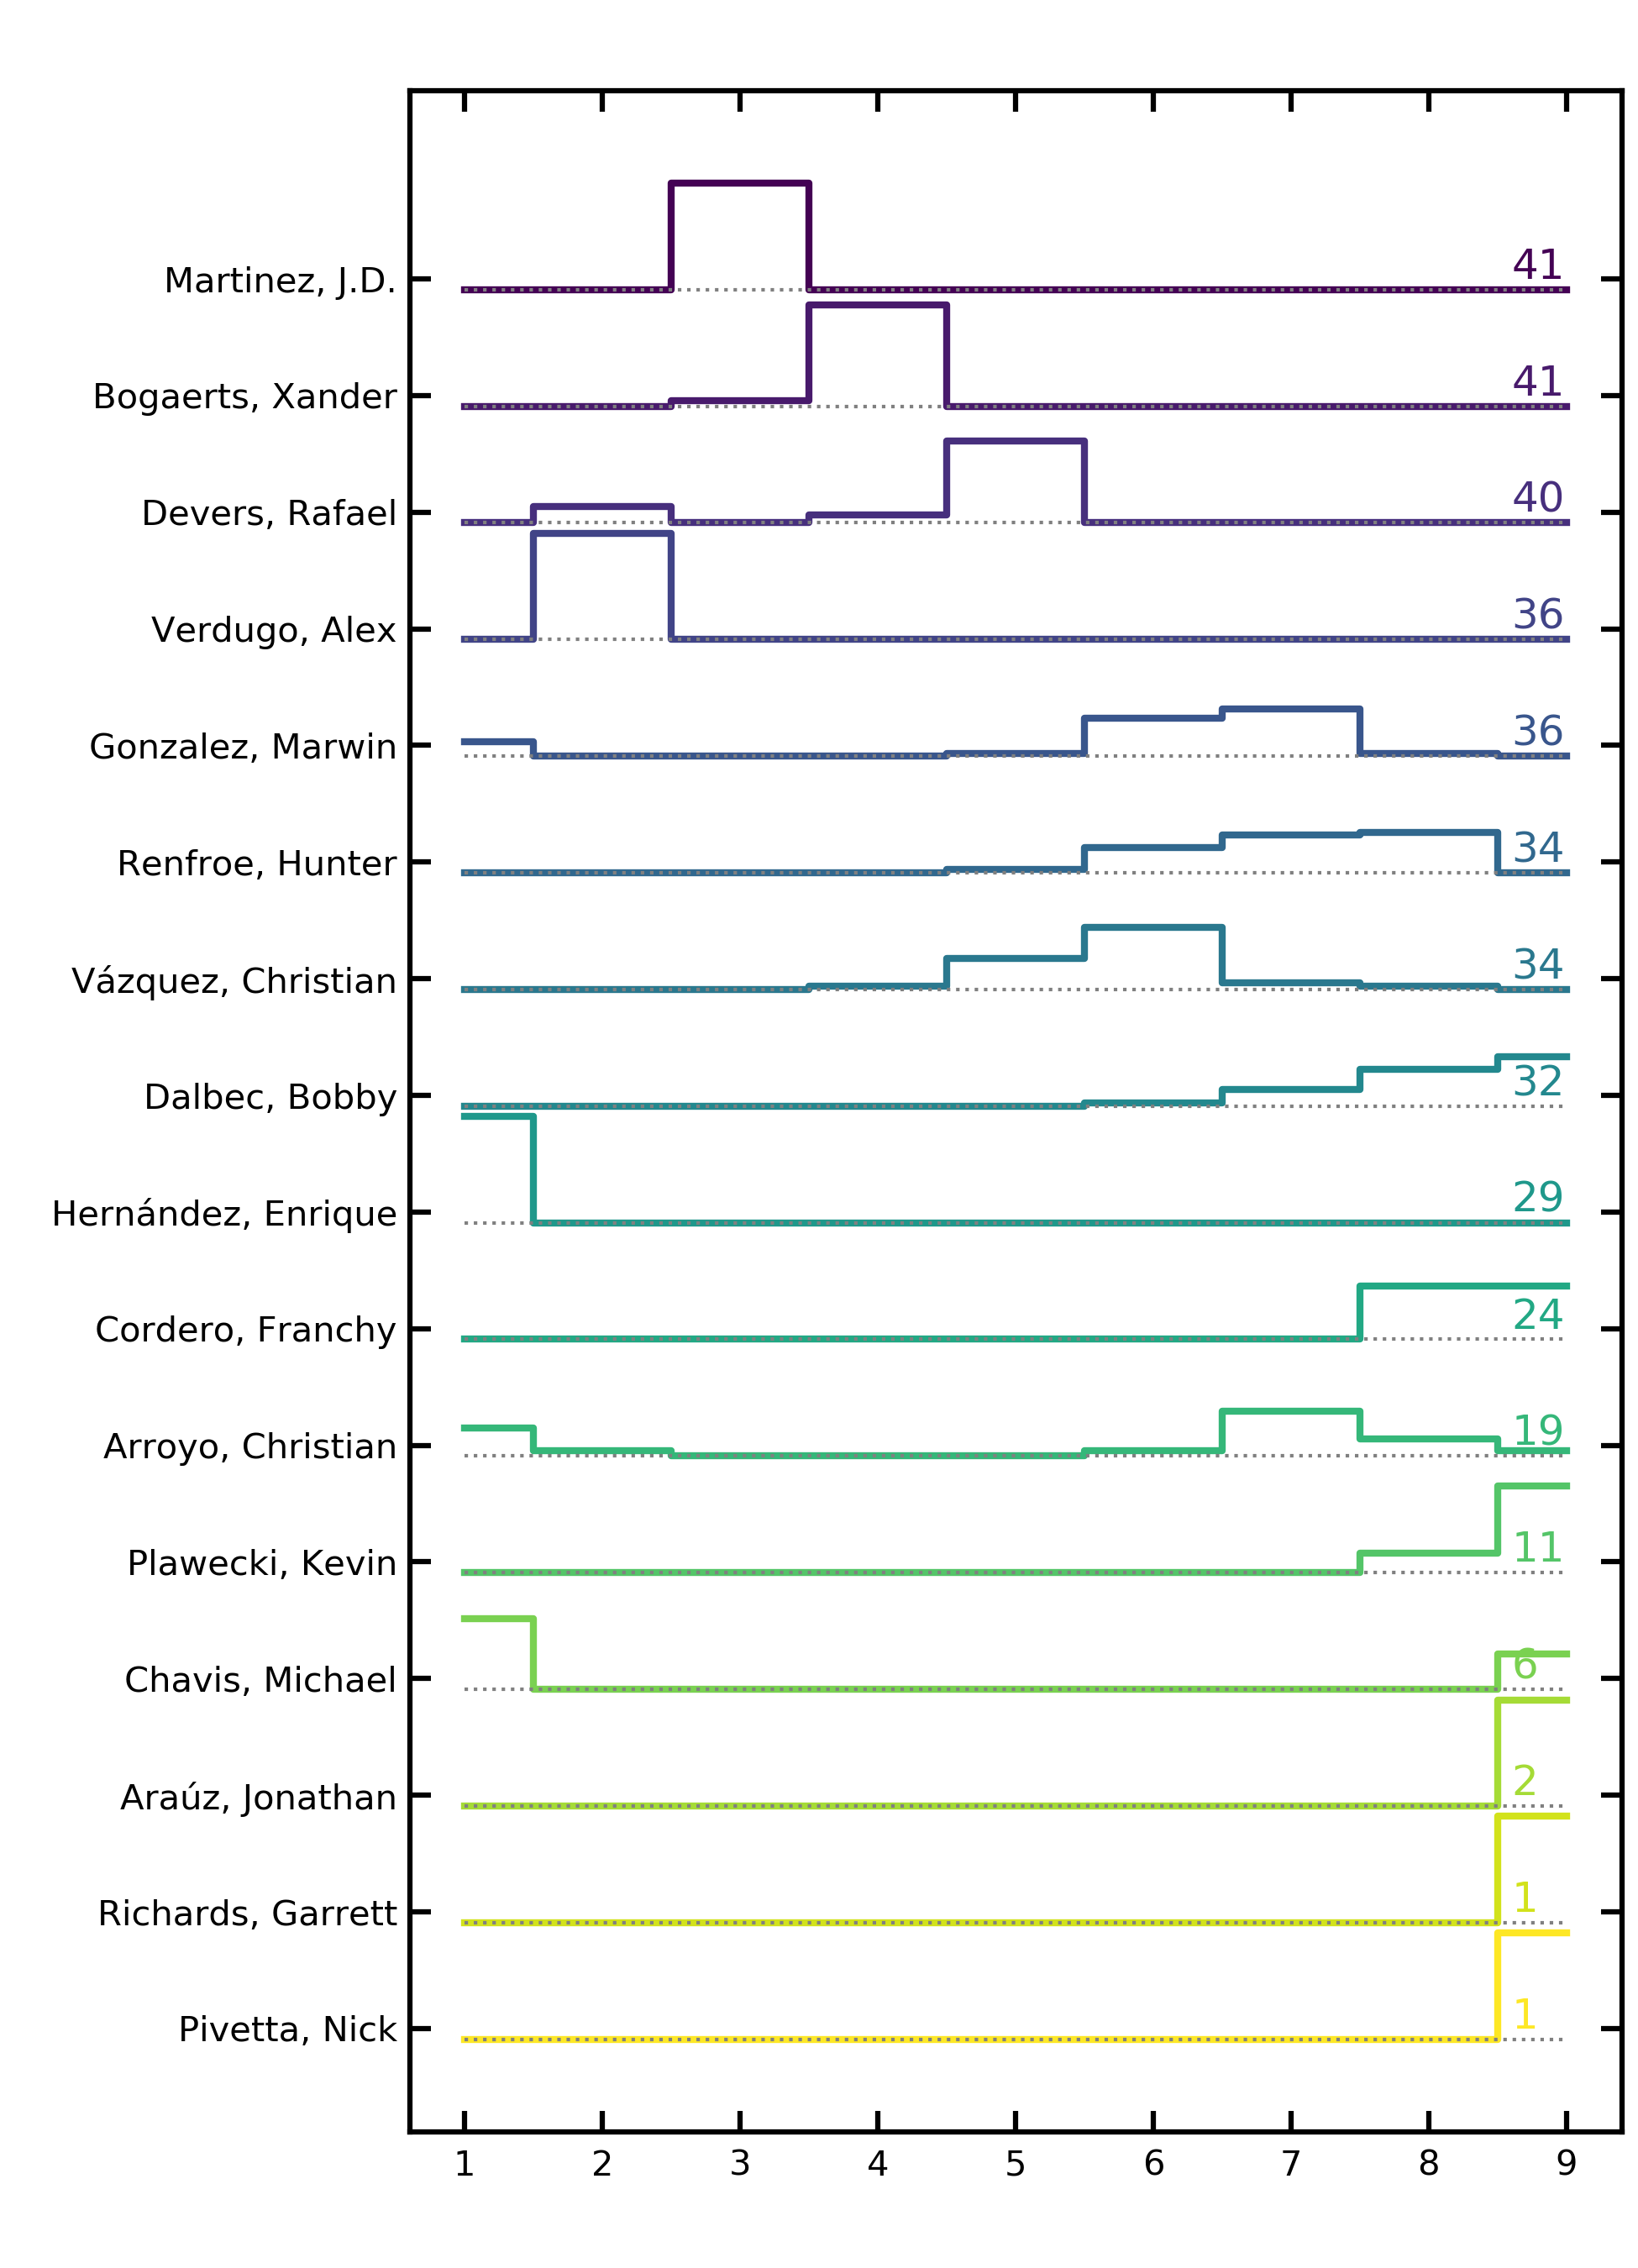 Martinez, J.D. 41
Bogaerts, Xander 41
Devers, Rafael 40
Verdugo, Alex 36
Gonzalez, Marwin 36
Renfroe, Hunter 34
Vázquez, Christian 34
Dalbec, Bobby 32
Hernández, Enrique 29
Cordero, Franchy 24
Arroyo, Christian 19
Plawecki, Kevin 11
Chavis, Michael 6
Araúz, Jonathan 2
Richards, Garrett 1
Pivetta, Nick 1
1 2 3 4 5 6 7 8 9